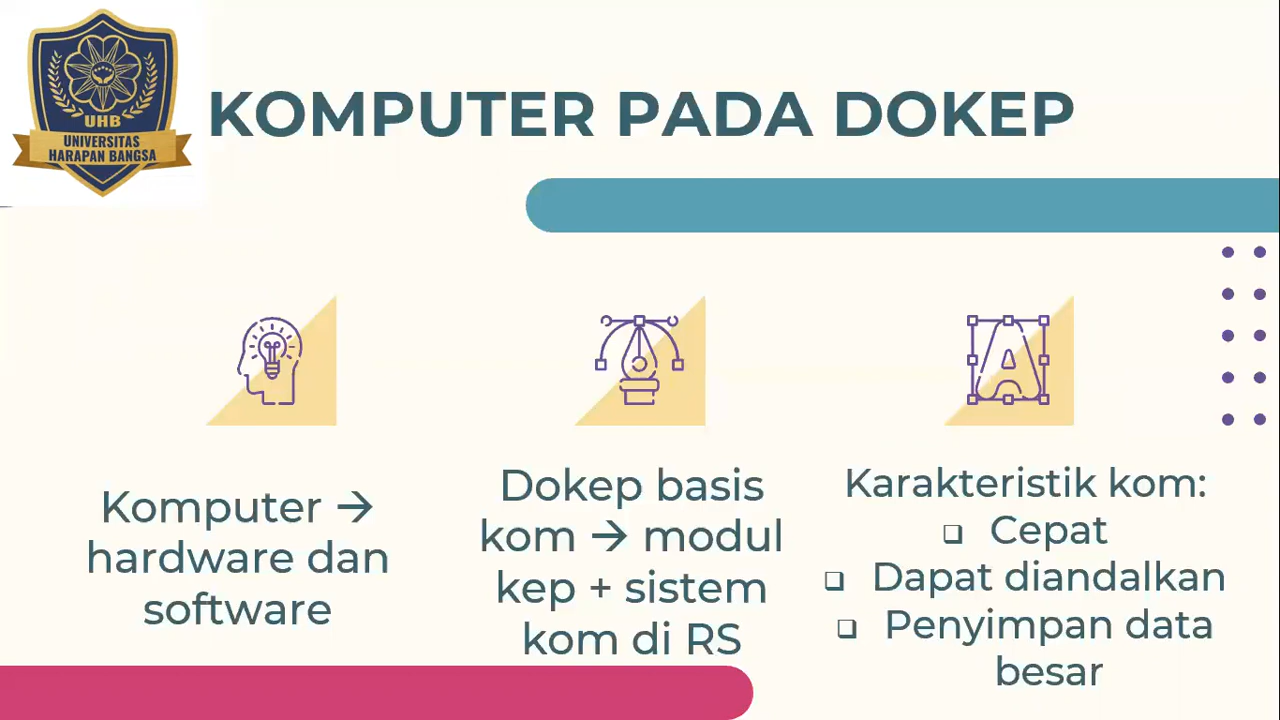 UHB
UNIVERSITAS
HARAPAN BANGSA
KOMPUTER PADA DOKEP
Komputer →
hardware dan
software
Dokep basis
kom → modul
kep + sistem
kom di RS
Karakteristik kom:
❑ Cepat
❑ Dapat diandalkan
❑ Penyimpan data
besar